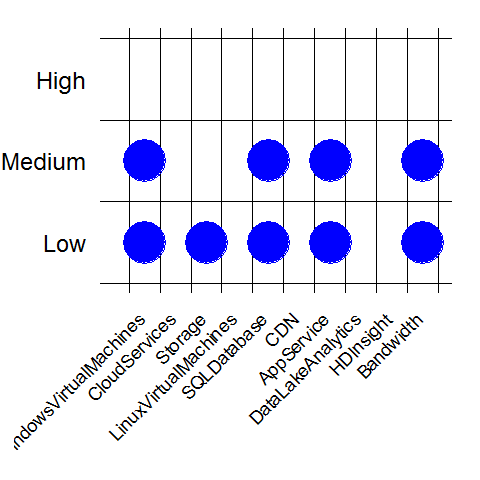 High
Medium
Low
ndowsVirtualMachines
CloudServices
Storage
LinuxVirtualMachines
SQLDatabase
CDN
AppService
DataLakeAnalytics
HDInsight
Bandwidth